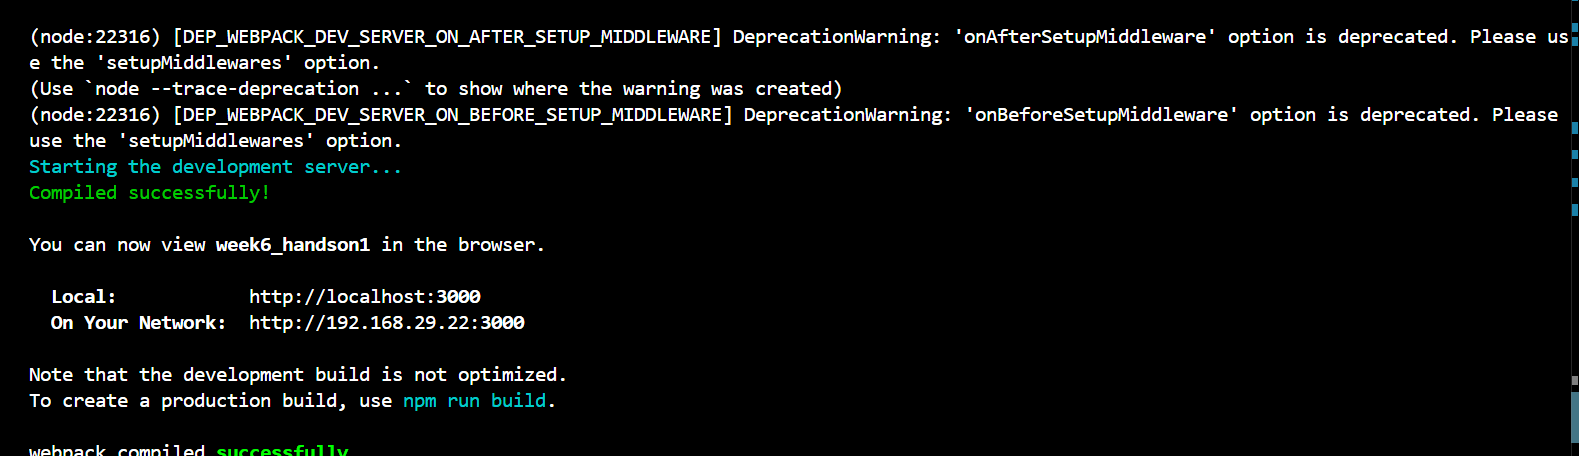 (node:22316) [DEP_WEBPACK_DEV_SERVER_ON_AFTER_SETUP_MIDDLEWARE] DeprecationWarning: 'onAfterSetupMiddleware' option is deprecated. Please us
e the 'setupMiddlewares' option.
(Use `node --trace-deprecation ...` to show where the warning was created)
(node:22316) [DEP_WEBPACK_DEV_SERVER_ON_BEFORE_SETUP_MIDDLEWARE] DeprecationWarning: 'onBeforeSetupMiddleware' option is deprecated. Please
use the 'setupMiddlewares' option.
Starting the development server...
Compiled successfully!
You can now view week6_handson1 in the browser.
Local: http://localhost:3000
On Your Network: http://192.168.29.22:3000
Note that the development build is not optimized.
To create a production build, use npm run build.
webpack compiled successfully